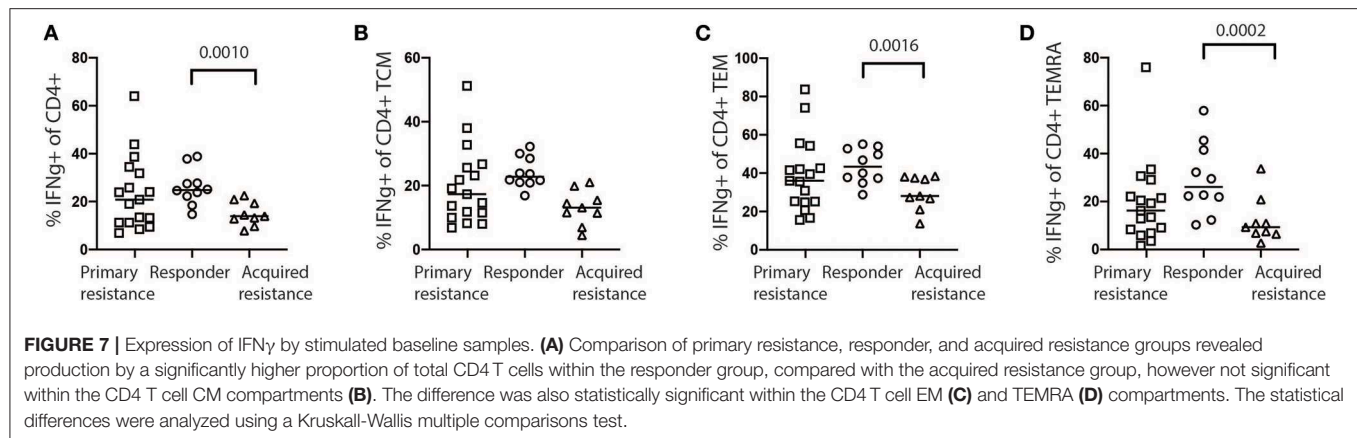 A
0.0010
% IFNg+ of CD4+
80
60
40
20
0
Primary resistance
Responder
Acquired resistance
B
% IFNg+ of CD4+ TCM
60
40
20
0
Primary resistance
Responder
Acquired resistance
C
0.0016
% IFNg+ of CD4+ TEM
100
80
60
40
20
0
Primary resistance
Responder
Acquired resistance
D
0.0002
% IFNg+ of CD4+ TEMRA
80
60
40
20
0
Primary resistance
Responder
Acquired resistance
FIGURE 7 | Expression of IFNγ by stimulated baseline samples. (A) Comparison of primary resistance, responder, and acquired resistance groups revealed
production by a significantly higher proportion of total CD4 T cells within the responder group, compared with the acquired resistance group, however not significant
within the CD4 T cell CM compartments (B). The difference was also statistically significant within the CD4 T cell EM (C) and TEMRA (D) compartments. The statistical
differences were analyzed using a Kruskall-Wallis multiple comparisons test.